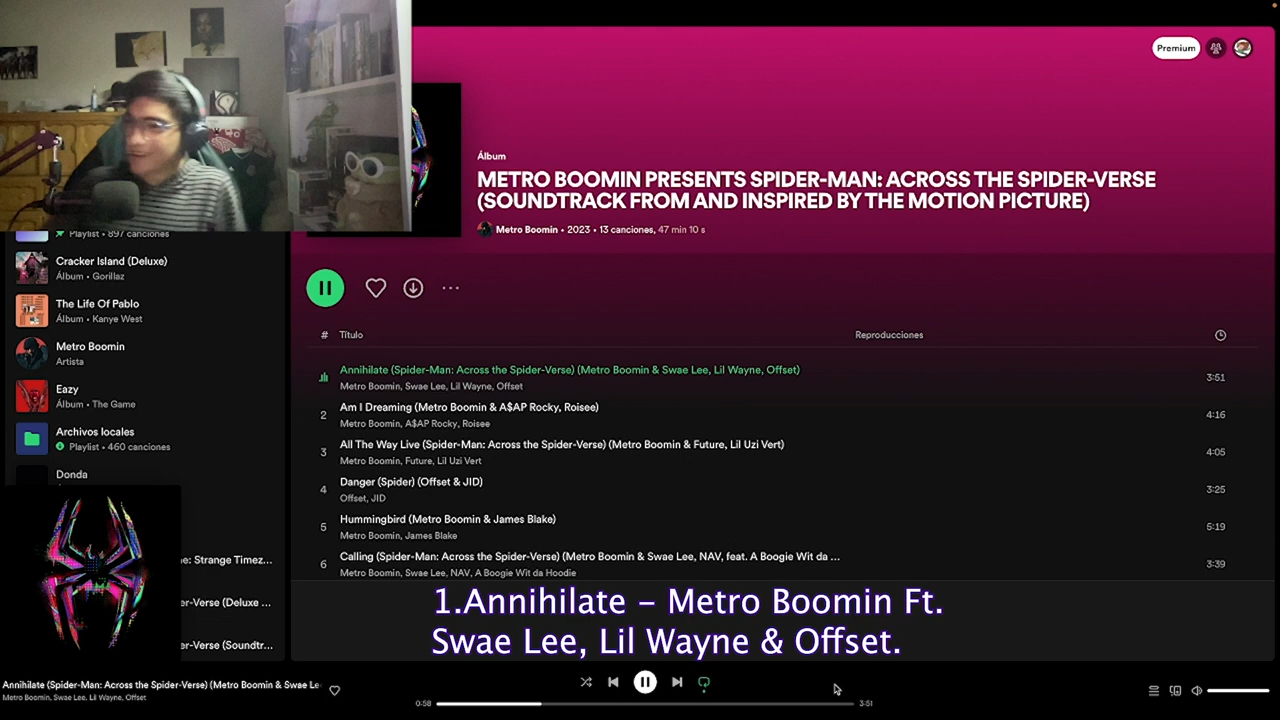 Premium
Álbum
METRO BOOMIN PRESENTS SPIDER-MAN: ACROSS THE SPIDER-VERSE
(SOUNDTRACK FROM AND INSPIRED BY THE MOTION PICTURE)
Metro Boomin • 2023 • 13 canciones, 47 min 10 s
Playlist • 897 canciones
Cracker Island (Deluxe)
Álbum • Gorillaz
The Life Of Pablo
Álbum • Kanye West
Metro Boomin
Artista
Eazy
Álbum • The Game
Archivos locales
Playlist • 460 canciones
Donda
e: Strange Timez...
er-Verse (Deluxe ...
er-Verse (Soundtr...
# Título Reproducciones
Annihilate (Spider-Man: Across the Spider-Verse) (Metro Boomin & Swae Lee, Lil Wayne, Offset) 3:51
Metro Boomin, Swae Lee, Lil Wayne, Offset
2 Am I Dreaming (Metro Boomin & A$AP Rocky, Roisee) 4:16
Metro Boomin, A$AP Rocky, Roisee
3 All The Way Live (Spider-Man: Across the Spider-Verse) (Metro Boomin & Future, Lil Uzi Vert) 4:05
Metro Boomin, Future, Lil Uzi Vert
4 Danger (Spider) (Offset & JID) 3:25
Offset, JID
5 Hummingbird (Metro Boomin & James Blake) 5:19
Metro Boomin, James Blake
6 Calling (Spider-Man: Across the Spider-Verse) (Metro Boomin & Swae Lee, NAV, feat. A Boogie Wit da ... 3:39
Metro Boomin, Swae Lee, NAV, A Boogie Wit da Hoodie
1.Annihilate – Metro Boomin Ft.
Swae Lee, Lil Wayne & Offset.
Annihilate (Spider-Man: Across the Spider-Verse) (Metro Boomin & Swae Le
Metro Boomin, Swae Lee, Lil Wayne, Offset
0:58 3:51